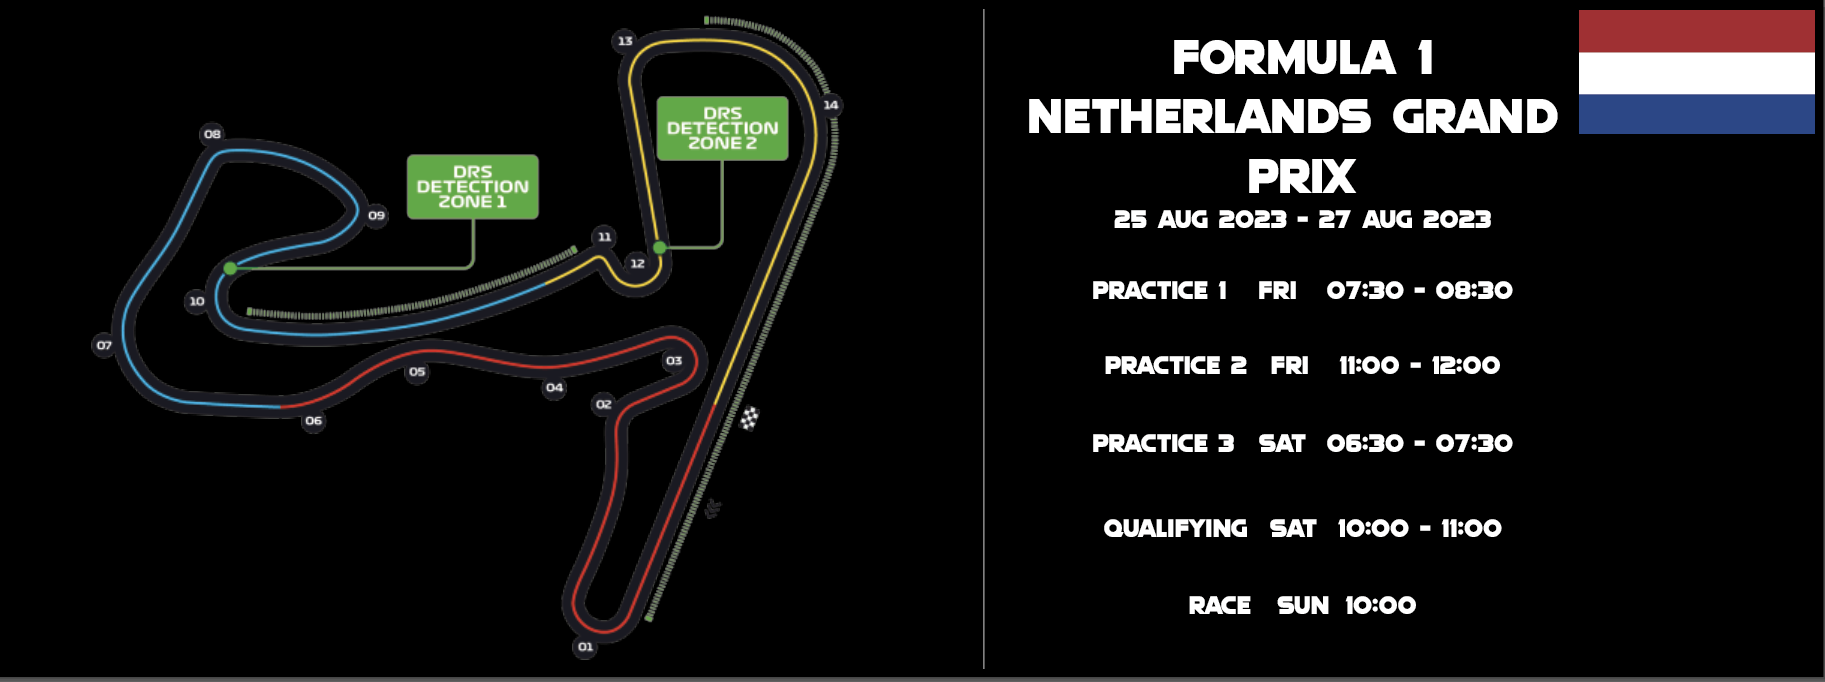 FORMULA 1
NETHERLANDS GRAND
PRIX
25 AUG 2023 - 27 AUG 2023
PRACTICE 1 FRI 07:30 - 08:30
PRACTICE 2 FRI 11:00 - 12:00
PRACTICE 3 SAT 06:30 - 07:30
QUALIFYING SAT 10:00 - 11:00
RACE SUN 10:00
DRS
DETECTION
ZONE 1
DRS
DETECTION
ZONE 2
01
02
03
04
05
06
07
08
09
10
11
12
13
14